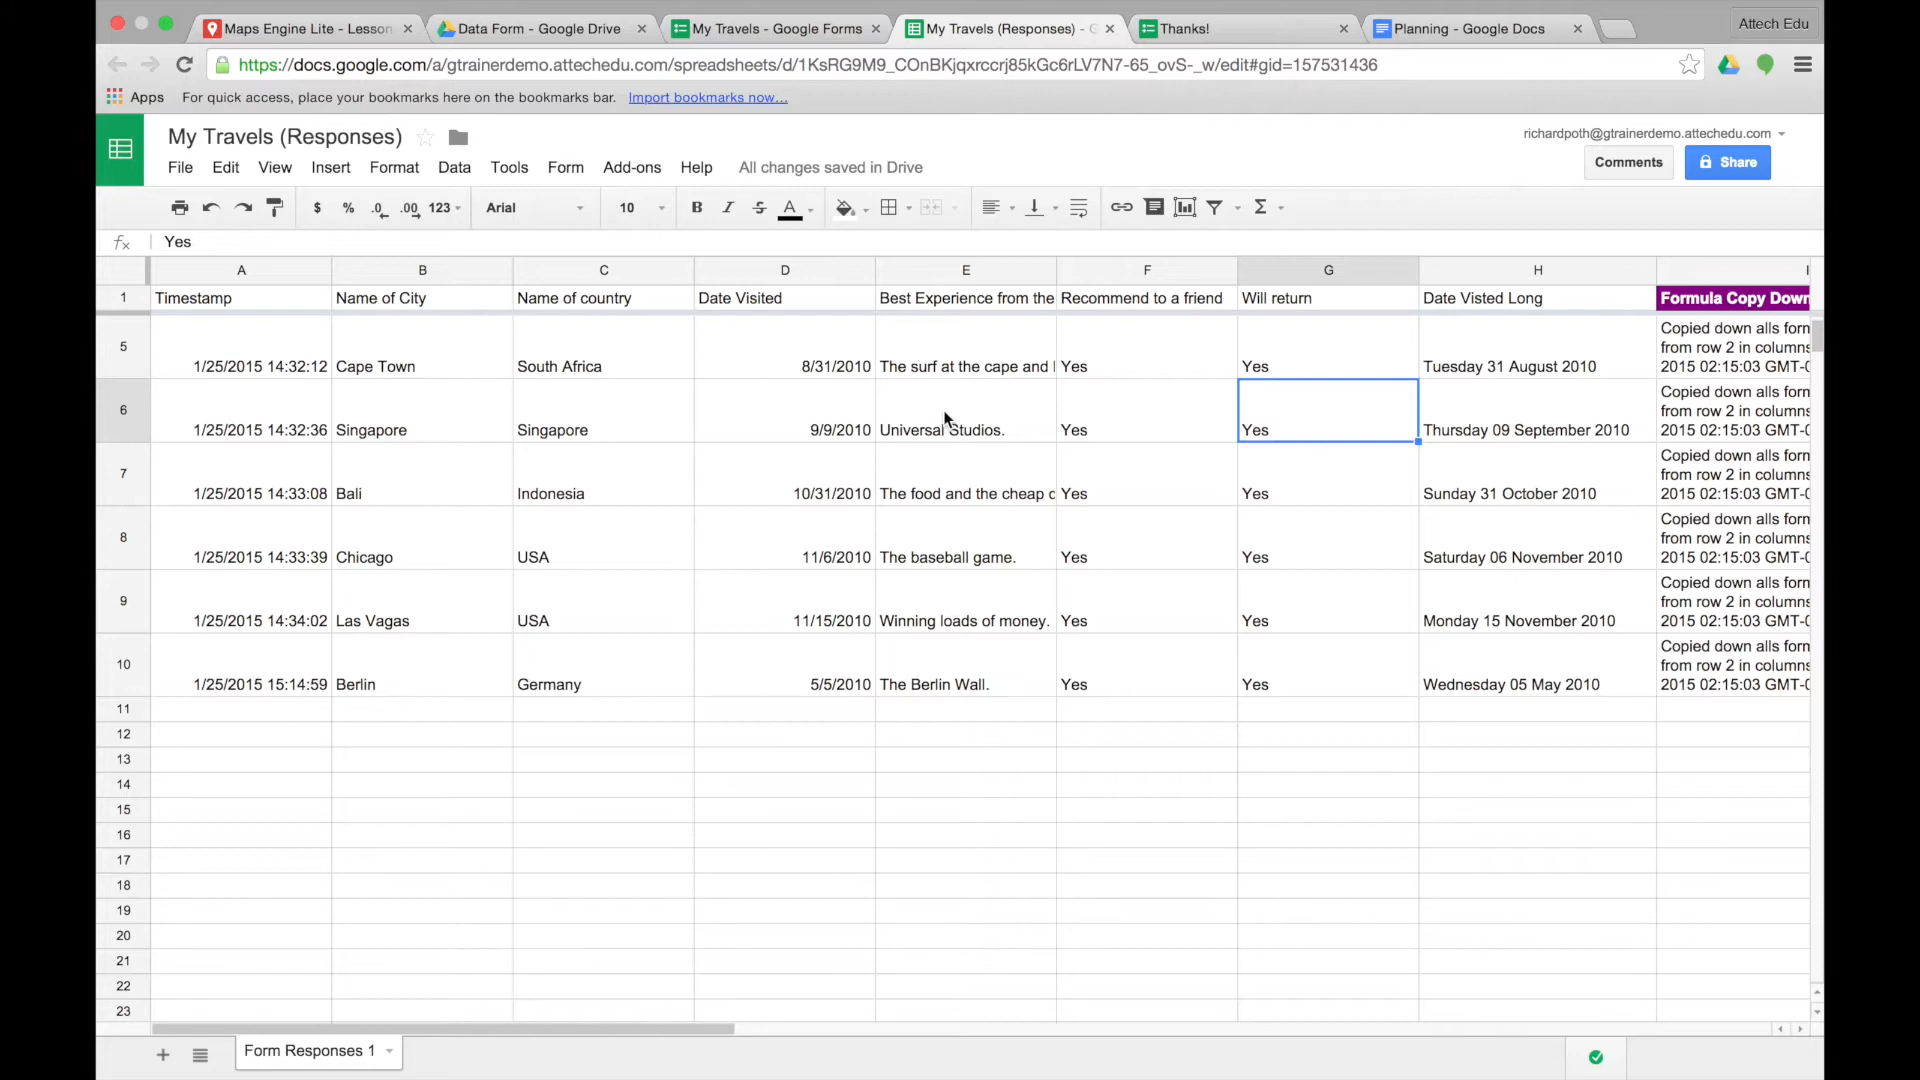 Maps Engine Lite - Lesson
Data Form - Google Drive
My Travels - Google Forms
My Travels (Responses) - G
Thanks!
Planning - Google Docs
Attech Edu
https://docs.google.com/a/gtrainerdemo.attechedu.com/spreadsheets/d/1KsRG9M9_COnBKjqxrccrj85kGc6rLV7N7-65_ovS-_w/edit#gid=157531436
Apps For quick access, place your bookmarks here on the bookmarks bar. Import bookmarks now...
My Travels (Responses)
richardpoth@gtrainerdemo.attechedu.com
File Edit View Insert Format Data Tools Form Add-ons Help All changes saved in Drive
Comments Share
$ % .0 .00 123 Arial 10 B I S A Σ
fx Yes
A B C D E F G H I
1 Timestamp Name of City Name of country Date Visited Best Experience from the Recommend to a friend Will return Date Visted Long Formula Copy Down
5 1/25/2015 14:32:12 Cape Town South Africa 8/31/2010 The surf at the cape and Yes Yes Tuesday 31 August 2010 Copied down alls form
from row 2 in columns
2015 02:15:03 GMT-0
6 1/25/2015 14:32:36 Singapore Singapore 9/9/2010 Universal Studios. Yes Yes Thursday 09 September 2010 Copied down alls form
from row 2 in columns
2015 02:15:03 GMT-0
7 1/25/2015 14:33:08 Bali Indonesia 10/31/2010 The food and the cheap Yes Yes Sunday 31 October 2010 Copied down alls form
from row 2 in columns
2015 02:15:03 GMT-0
8 1/25/2015 14:33:39 Chicago USA 11/6/2010 The baseball game. Yes Yes Saturday 06 November 2010 Copied down alls form
from row 2 in columns
2015 02:15:03 GMT-0
9 1/25/2015 14:34:02 Las Vagas USA 11/15/2010 Winning loads of money. Yes Yes Monday 15 November 2010 Copied down alls form
from row 2 in columns
2015 02:15:03 GMT-0
10 1/25/2015 15:14:59 Berlin Germany 5/5/2010 The Berlin Wall. Yes Yes Wednesday 05 May 2010 Copied down alls form
from row 2 in columns
2015 02:15:03 GMT-0
11
12
13
14
15
16
17
18
19
20
21
22
23
Form Responses 1